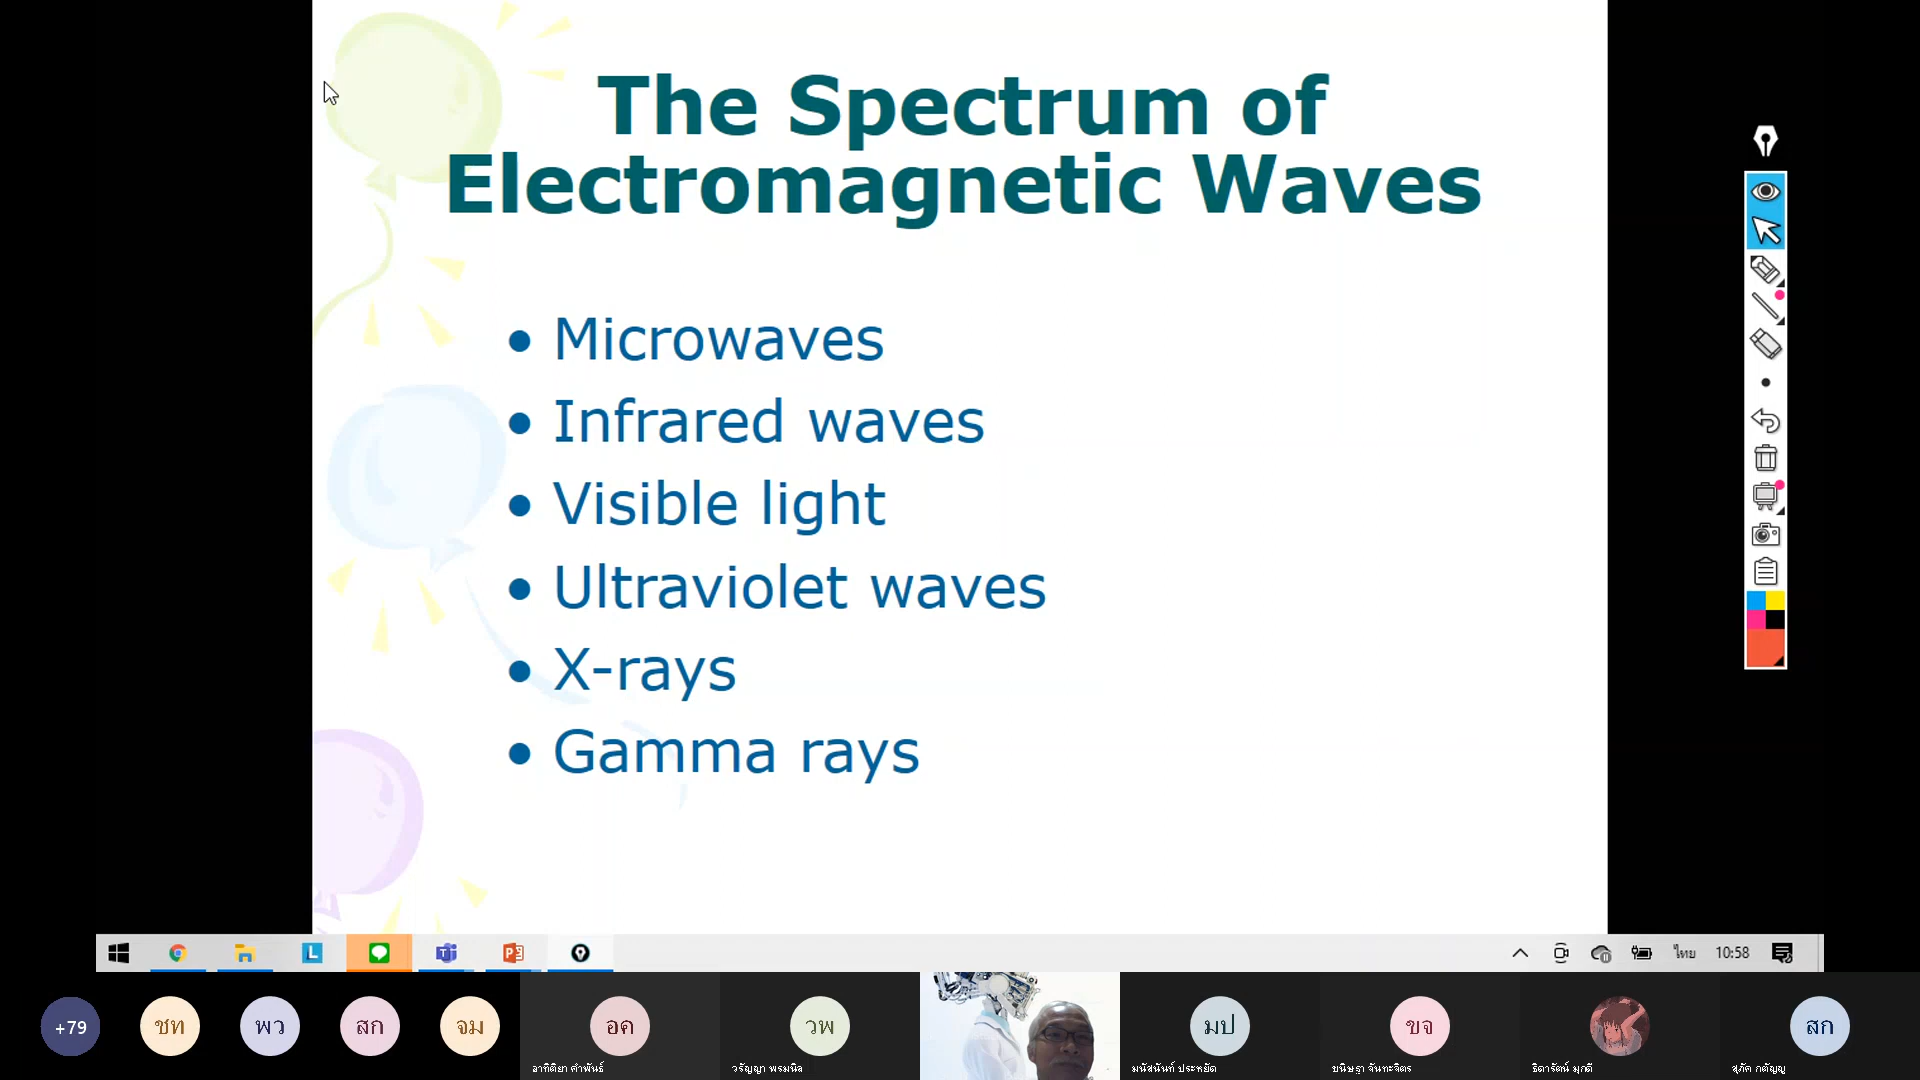 The Spectrum of
Electromagnetic Waves
• Microwaves
• Infrared waves
• Visible light
• Ultraviolet waves
• X-rays
• Gamma rays
ไทย 10:58
+79 ชท พว สก จม อค วพ มป ขจ สก
อาทิติยา คำพันธ์ วรัญญา พรมนิล มนัสนันท์ ประหยัด ขนิษฐา จันทะจิตร ธิดารัตน์ มุกดี สุภัค กตัญญู